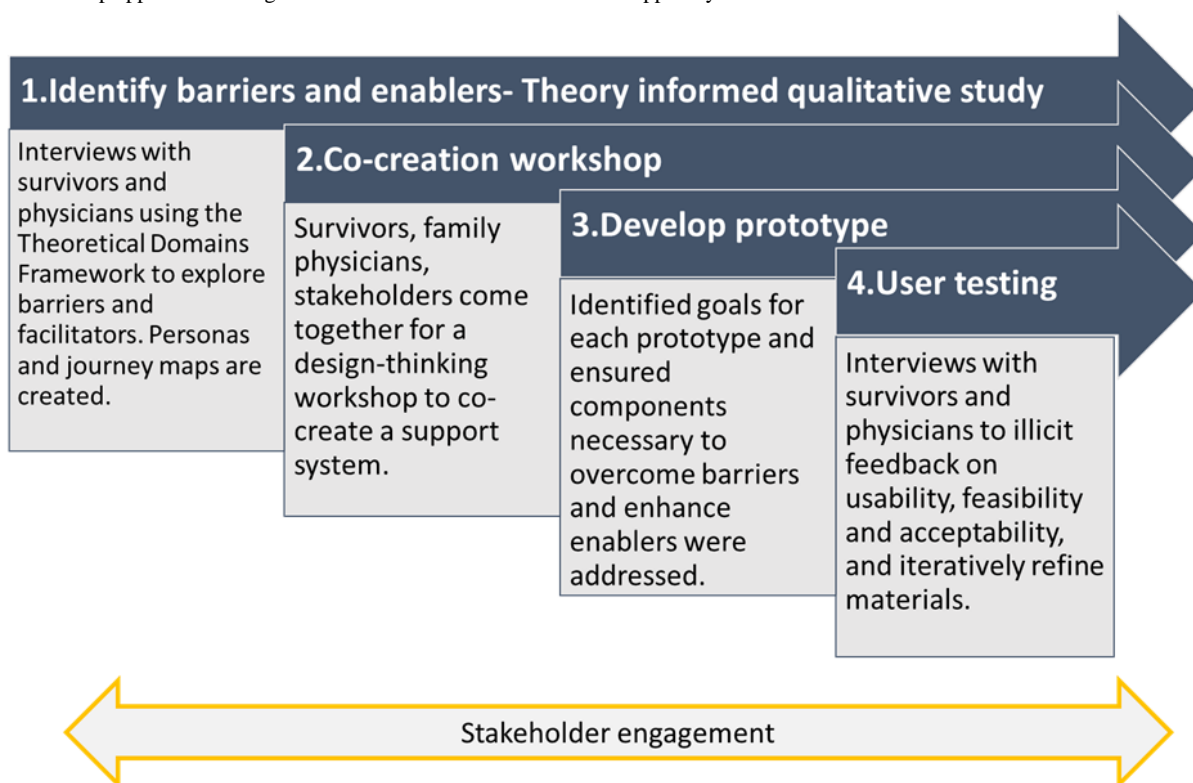 1.Identify barriers and enablers- Theory informed qualitative study
Interviews with
survivors and
physicians using the
Theoretical Domains
Framework to explore
barriers and
facilitators. Personas
and journey maps are
created.
2.Co-creation workshop
Survivors, family
physicians,
stakeholders come
together for a
design-thinking
workshop to co-
create a support
system.
3.Develop prototype
Identified goals for
each prototype and
ensured
components
necessary to
overcome barriers
and enhance
enablers were
addressed.
4.User testing
Interviews with
survivors and
physicians to illicit
feedback on
usability, feasibility
and acceptability,
and iteratively refine
materials.
Stakeholder engagement